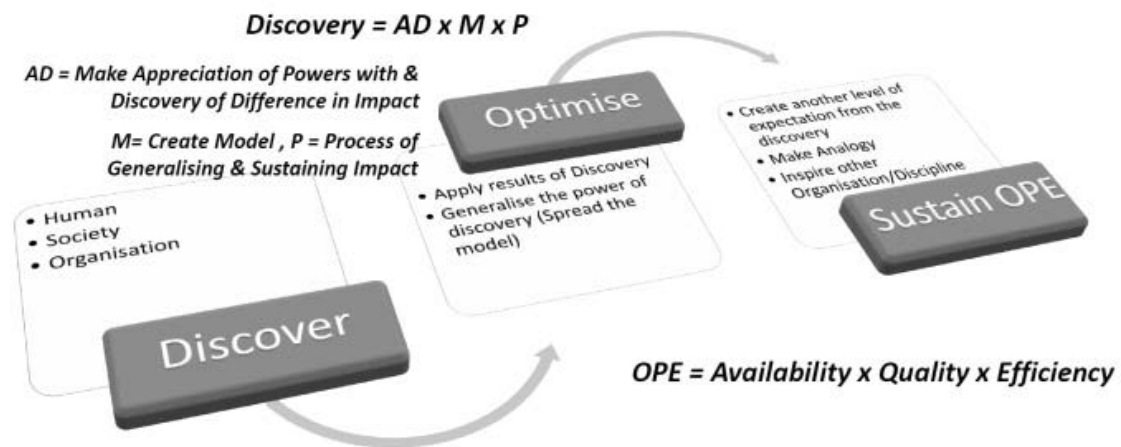 Discovery = AD x M x P
AD = Make Appreciation of Powers with &
Discovery of Difference in Impact
M= Create Model , P = Process of
Generalising & Sustaining Impact
• Human
• Society
• Organisation
Discover
Optimise
• Apply results of Discovery
• Generalise the power of
discovery (Spread the
model)
• Create another level of
expectation from the
discovery
• Make Analogy
• Inspire other
Organisation/Discipline
Sustain OPE
OPE = Availability x Quality x Efficiency